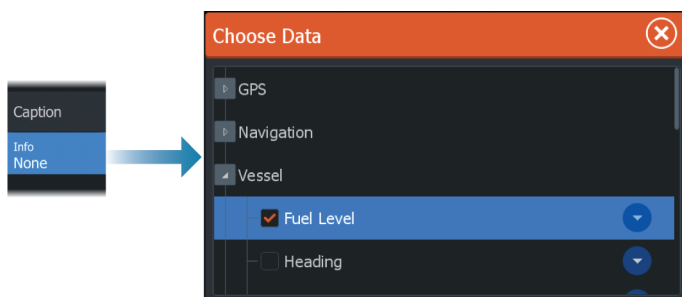 Caption
Info
None
Choose Data
GPS
Navigation
Vessel
Fuel Level
Heading